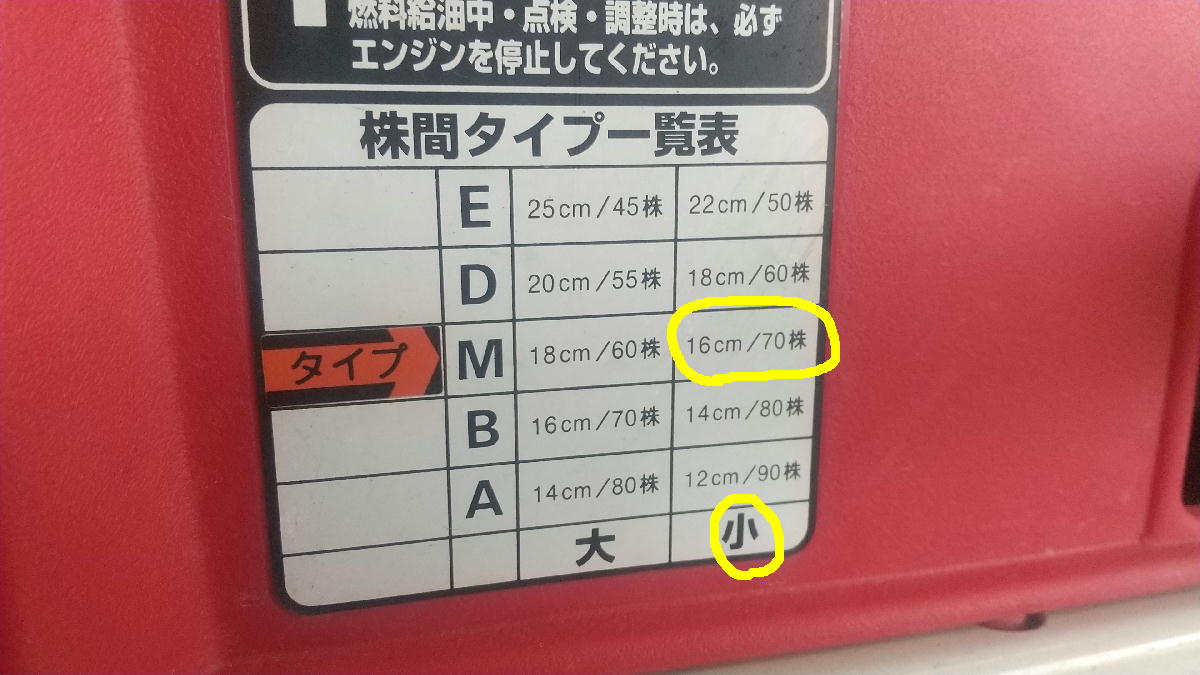 燃料給油中・点検・調整時は、必ず
エンジンを停止してください。
株間タイプ一覧表
E 25cm/45株 22cm/50株
D 20cm/55株 18cm/60株
タイプ M 18cm/60株 16cm/70株
B 16cm/70株 14cm/80株
A 14cm/80株 12cm/90株
大 小